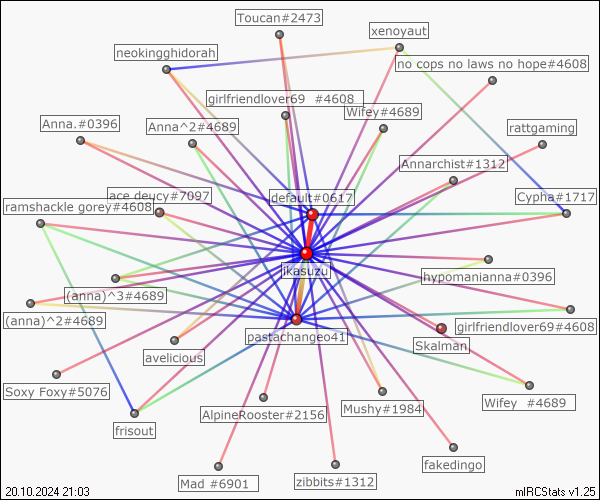 Toucan#2473
xenoyaut
neokingghidorah
no cops no laws no hope#4608
girlfriendlover69 #4608
Wifey#4689
Anna.#0396
Anna^2#4689
rattgaming
Annarchist#1312
ace deucy#7097
default#0617
Cypha#1717
ramshackle gorey#4608
ikasuzu
hypomanianna#0396
(anna)^3#4689
(anna)^2#4689
girlfriendlover69#4608
pastachangeo41
Skalman
avelicious
Soxy Foxy#5076
Wifey #4689
Mushy#1984
AlpineRooster#2156
frisout
fakedingo
Mad #6901
zibbits#1312
20.10.2024 21:03
mIRCStats v1.25